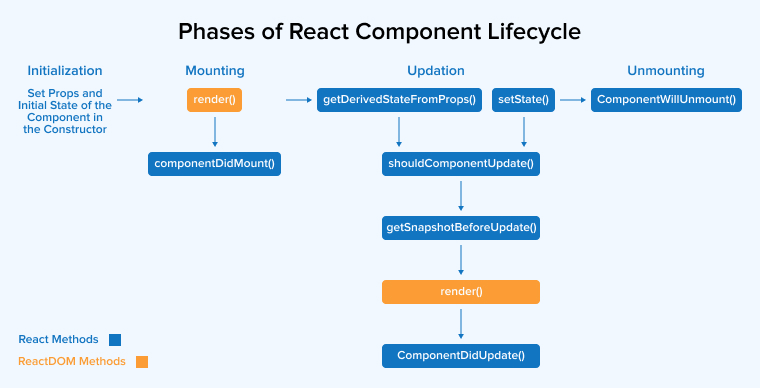 Phases of React Component Lifecycle
Initialization
Set Props and
Initial State of the
Component in
the Constructor
Mounting
render()
componentDidMount()
Updation
getDerivedStateFromProps()
setState()
shouldComponentUpdate()
getSnapshotBeforeUpdate()
render()
ComponentDidUpdate()
Unmounting
ComponentWillUnmount()
React Methods
ReactDOM Methods